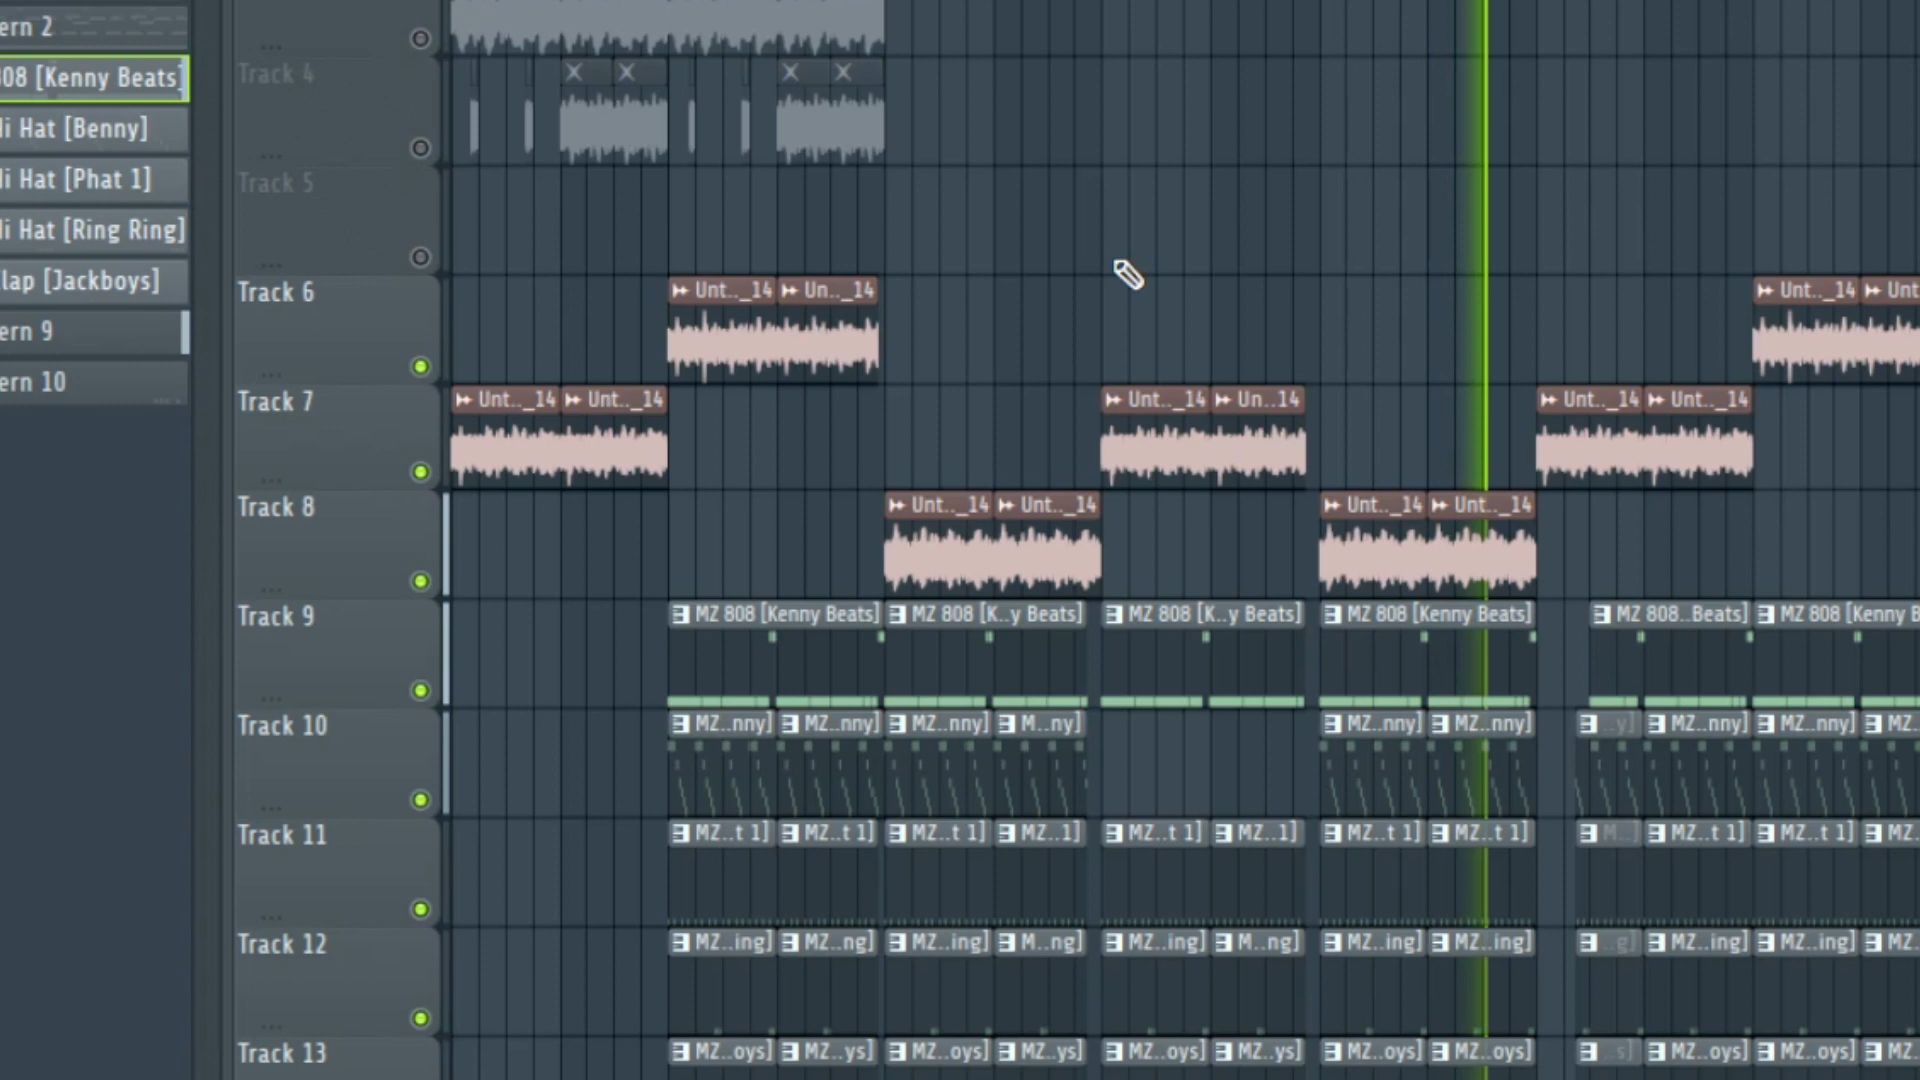 ern 2
808 [Kenny Beats]
Hi Hat [Benny]
Hi Hat [Phat 1]
Hi Hat [Ring Ring]
lap [Jackboys]
ern 9
ern 10
Track 4
Track 5
Track 6
Unt.._14 Un.._14 Unt.._14 Unt
Track 7
Unt.._14 Unt.._14 Unt.._14 Un..14 Unt.._14 Unt.._14
Track 8
Unt.._14 Unt.._14 Unt.._14 Unt.._14
Track 9
MZ 808 [Kenny Beats] MZ 808 [K..y Beats] MZ 808 [K..y Beats] MZ 808 [Kenny Beats] MZ 808..Beats] MZ 808 [Kenny B
Track 10
MZ..nny] MZ..nny] MZ..nny] M..ny] MZ..nny] MZ..nny] ..y] MZ..nny] MZ..nny] MZ.
Track 11
MZ..t 1] MZ..t 1] MZ..t 1] MZ..1] MZ..t 1] MZ..1] MZ..t 1] MZ..t 1] M.. MZ..t 1] MZ..t 1] MZ.
Track 12
MZ..ing] MZ..ng] MZ..ing] M..ng] MZ..ing] M..ng] MZ..ing] MZ..ing] ..g] MZ..ing] MZ..ing] MZ.
Track 13
MZ..oys] MZ..ys] MZ..oys] MZ..ys] MZ..oys] MZ..ys] MZ..oys] MZ..oys] ..s] MZ..oys] MZ..oys] MZ.